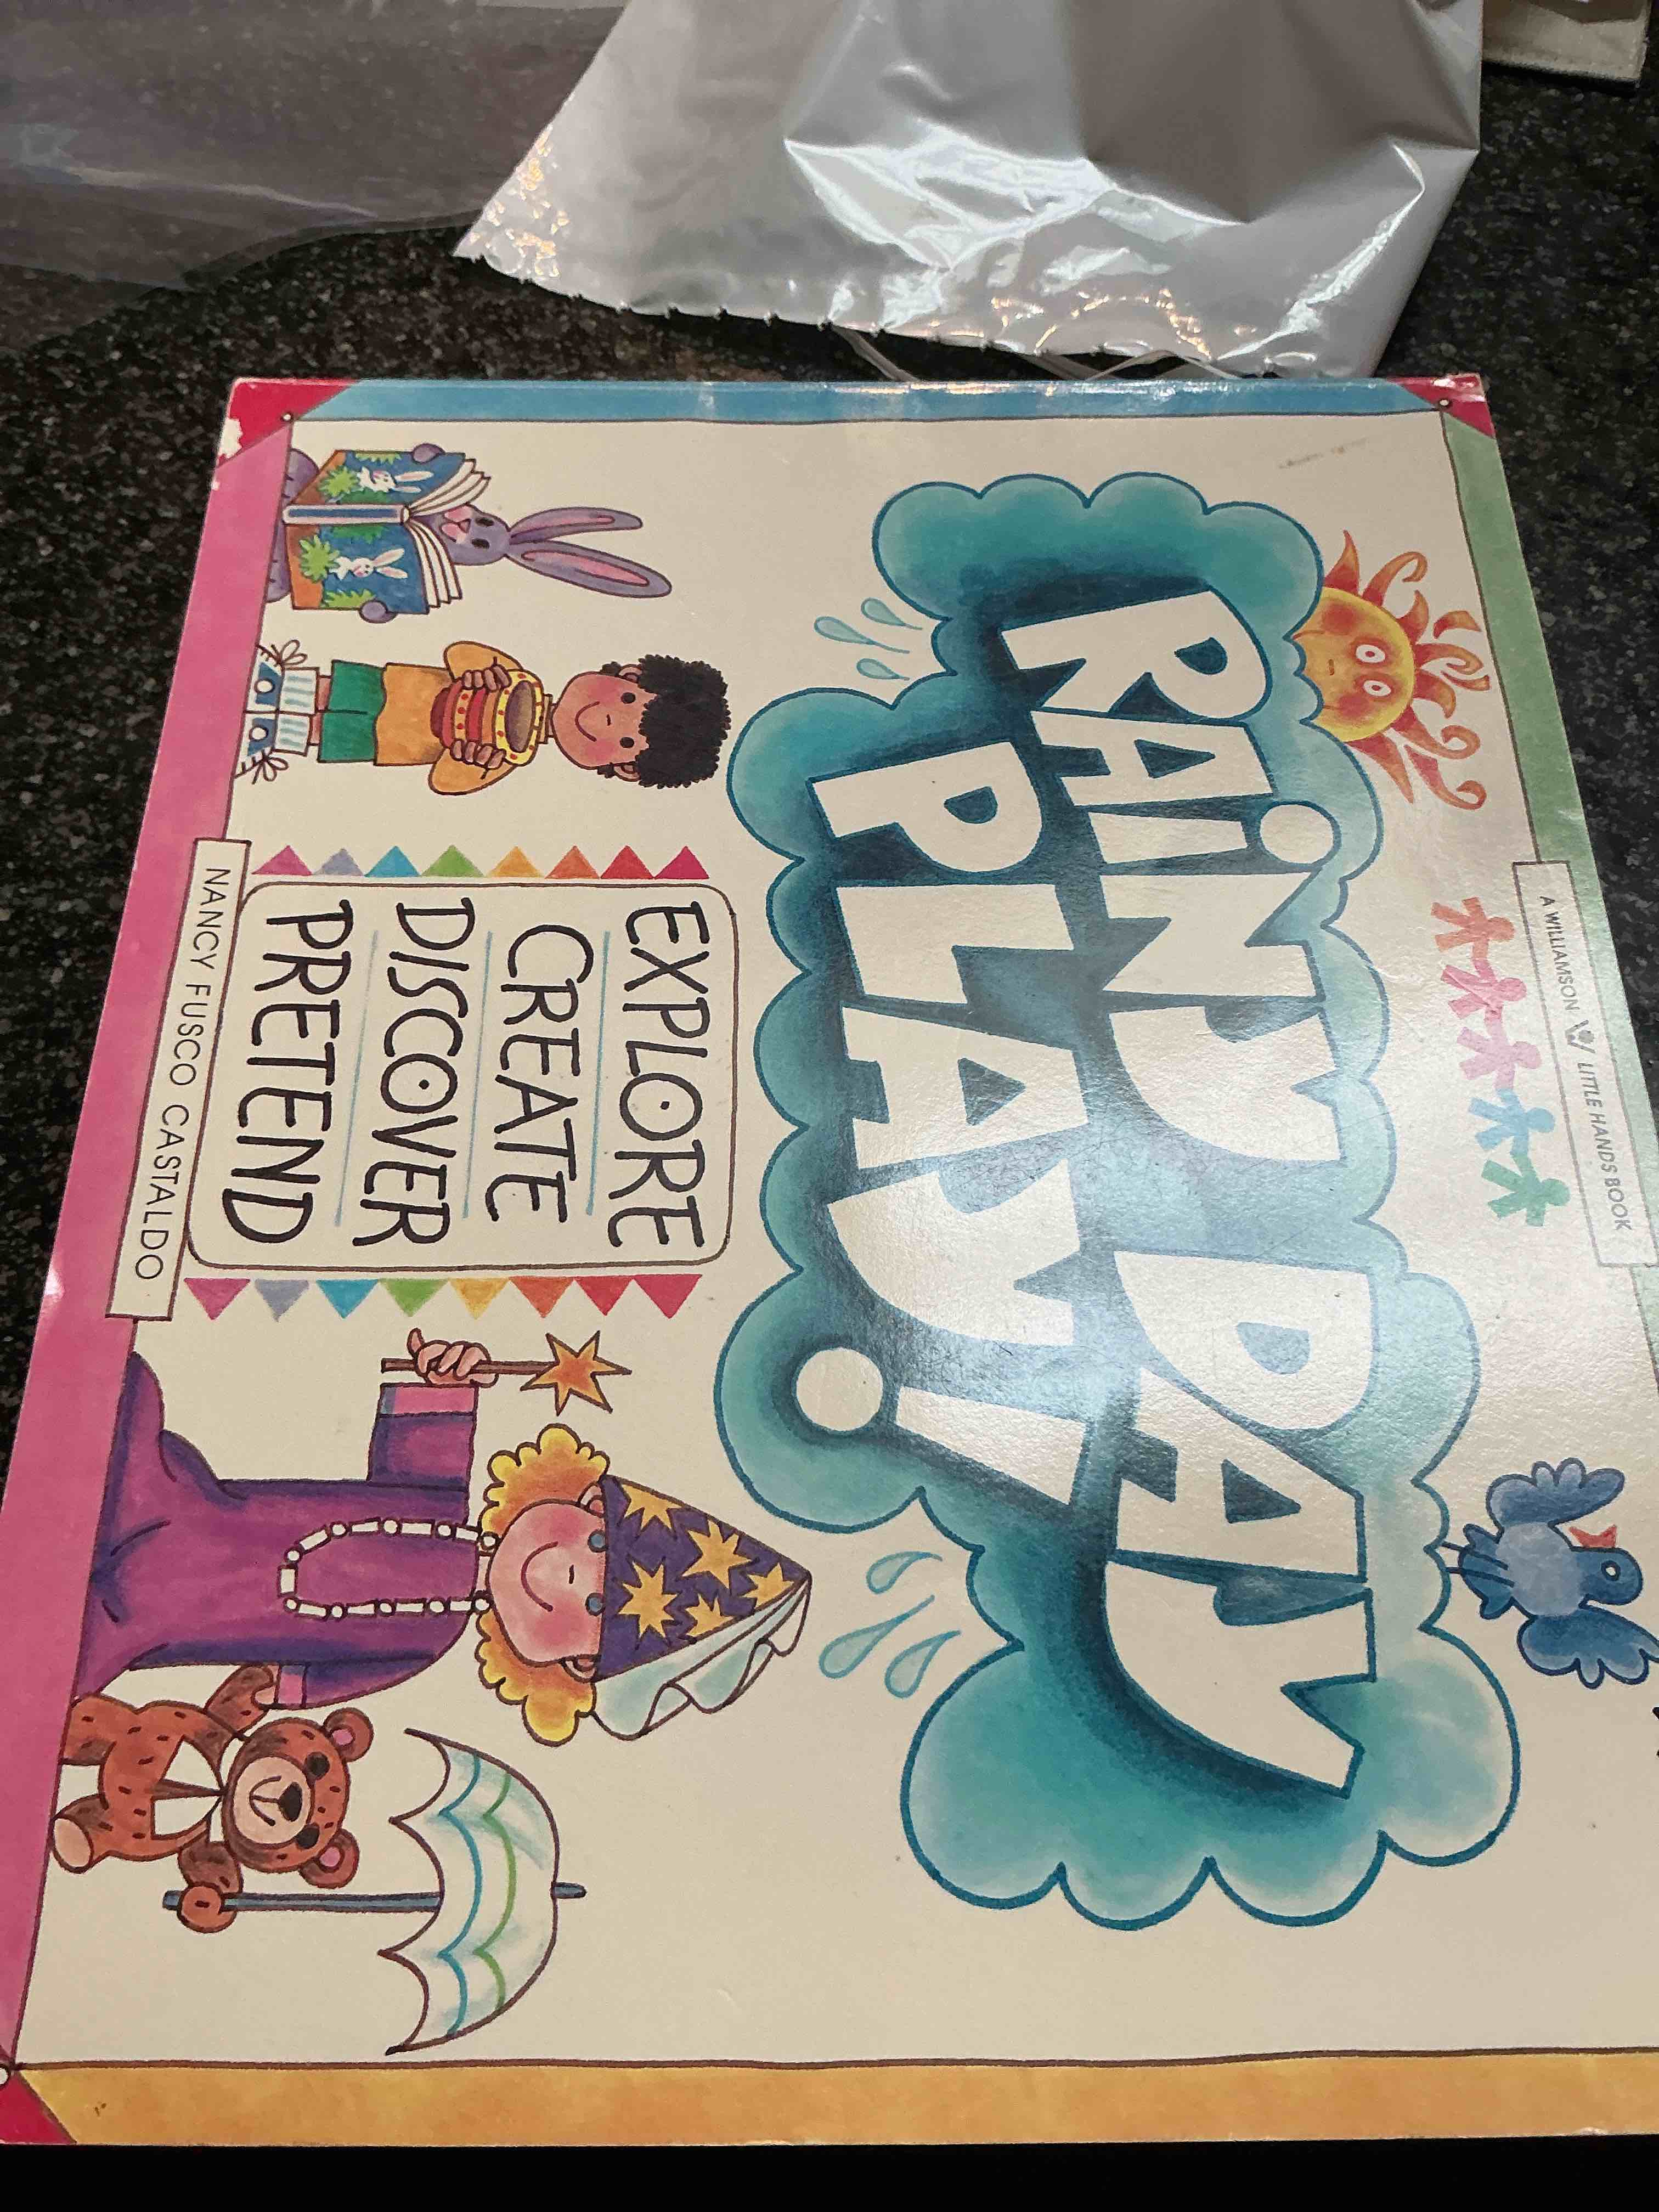 A WILLIAMSON LITTLE HANDS BOOK
RAINY DAY
PLAY!
EXPLORE
CREATE
DISCOVER
PRETEND
NANCY FUSCO CASTALDO